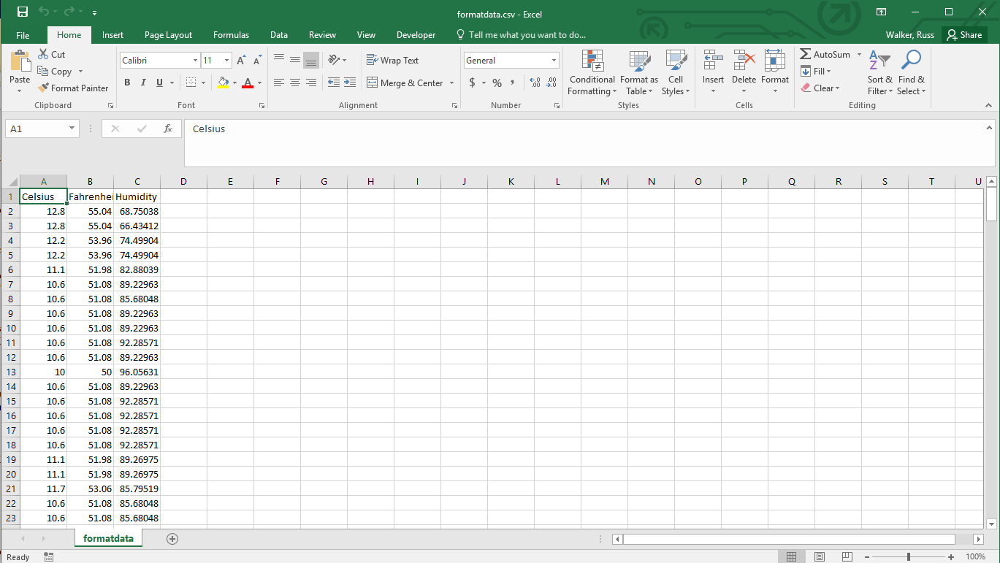 formatdata.csv - Excel
File Home Insert Page Layout Formulas Data Review View Developer Tell me what you want to do... Walker, Russ Share
Paste
Cut
Copy
Format Painter
Clipboard
Calibri 11
B I U A
Font
Wrap Text
Merge & Center
Alignment
General
$ % ,
Number
Conditional Formatting
Format as Table
Cell Styles
Styles
Insert Delete Format
Cells
AutoSum
Fill
Clear
Sort & Filter
Find & Select
Editing
A1 fx Celsius
A B C D E F G H I J K L M N O P Q R S T U
1 Celsius Fahrenhei Humidity
2 12.8 55.04 68.75038
3 12.8 55.04 66.43412
4 12.2 53.96 74.49904
5 12.2 53.96 74.49904
6 11.1 51.98 82.88039
7 10.6 51.08 89.22963
8 10.6 51.08 85.68048
9 10.6 51.08 89.22963
10 10.6 51.08 89.22963
11 10.6 51.08 92.28571
12 10.6 51.08 89.22963
13 10 50 96.05631
14 10.6 51.08 89.22963
15 10.6 51.08 92.28571
16 10.6 51.08 92.28571
17 10.6 51.08 92.28571
18 10.6 51.08 92.28571
19 11.1 51.98 89.26975
20 11.1 51.98 89.26975
21 11.7 53.06 85.79519
22 10.6 51.08 85.68048
23 10.6 51.08 85.68048
formatdata
Ready 100%